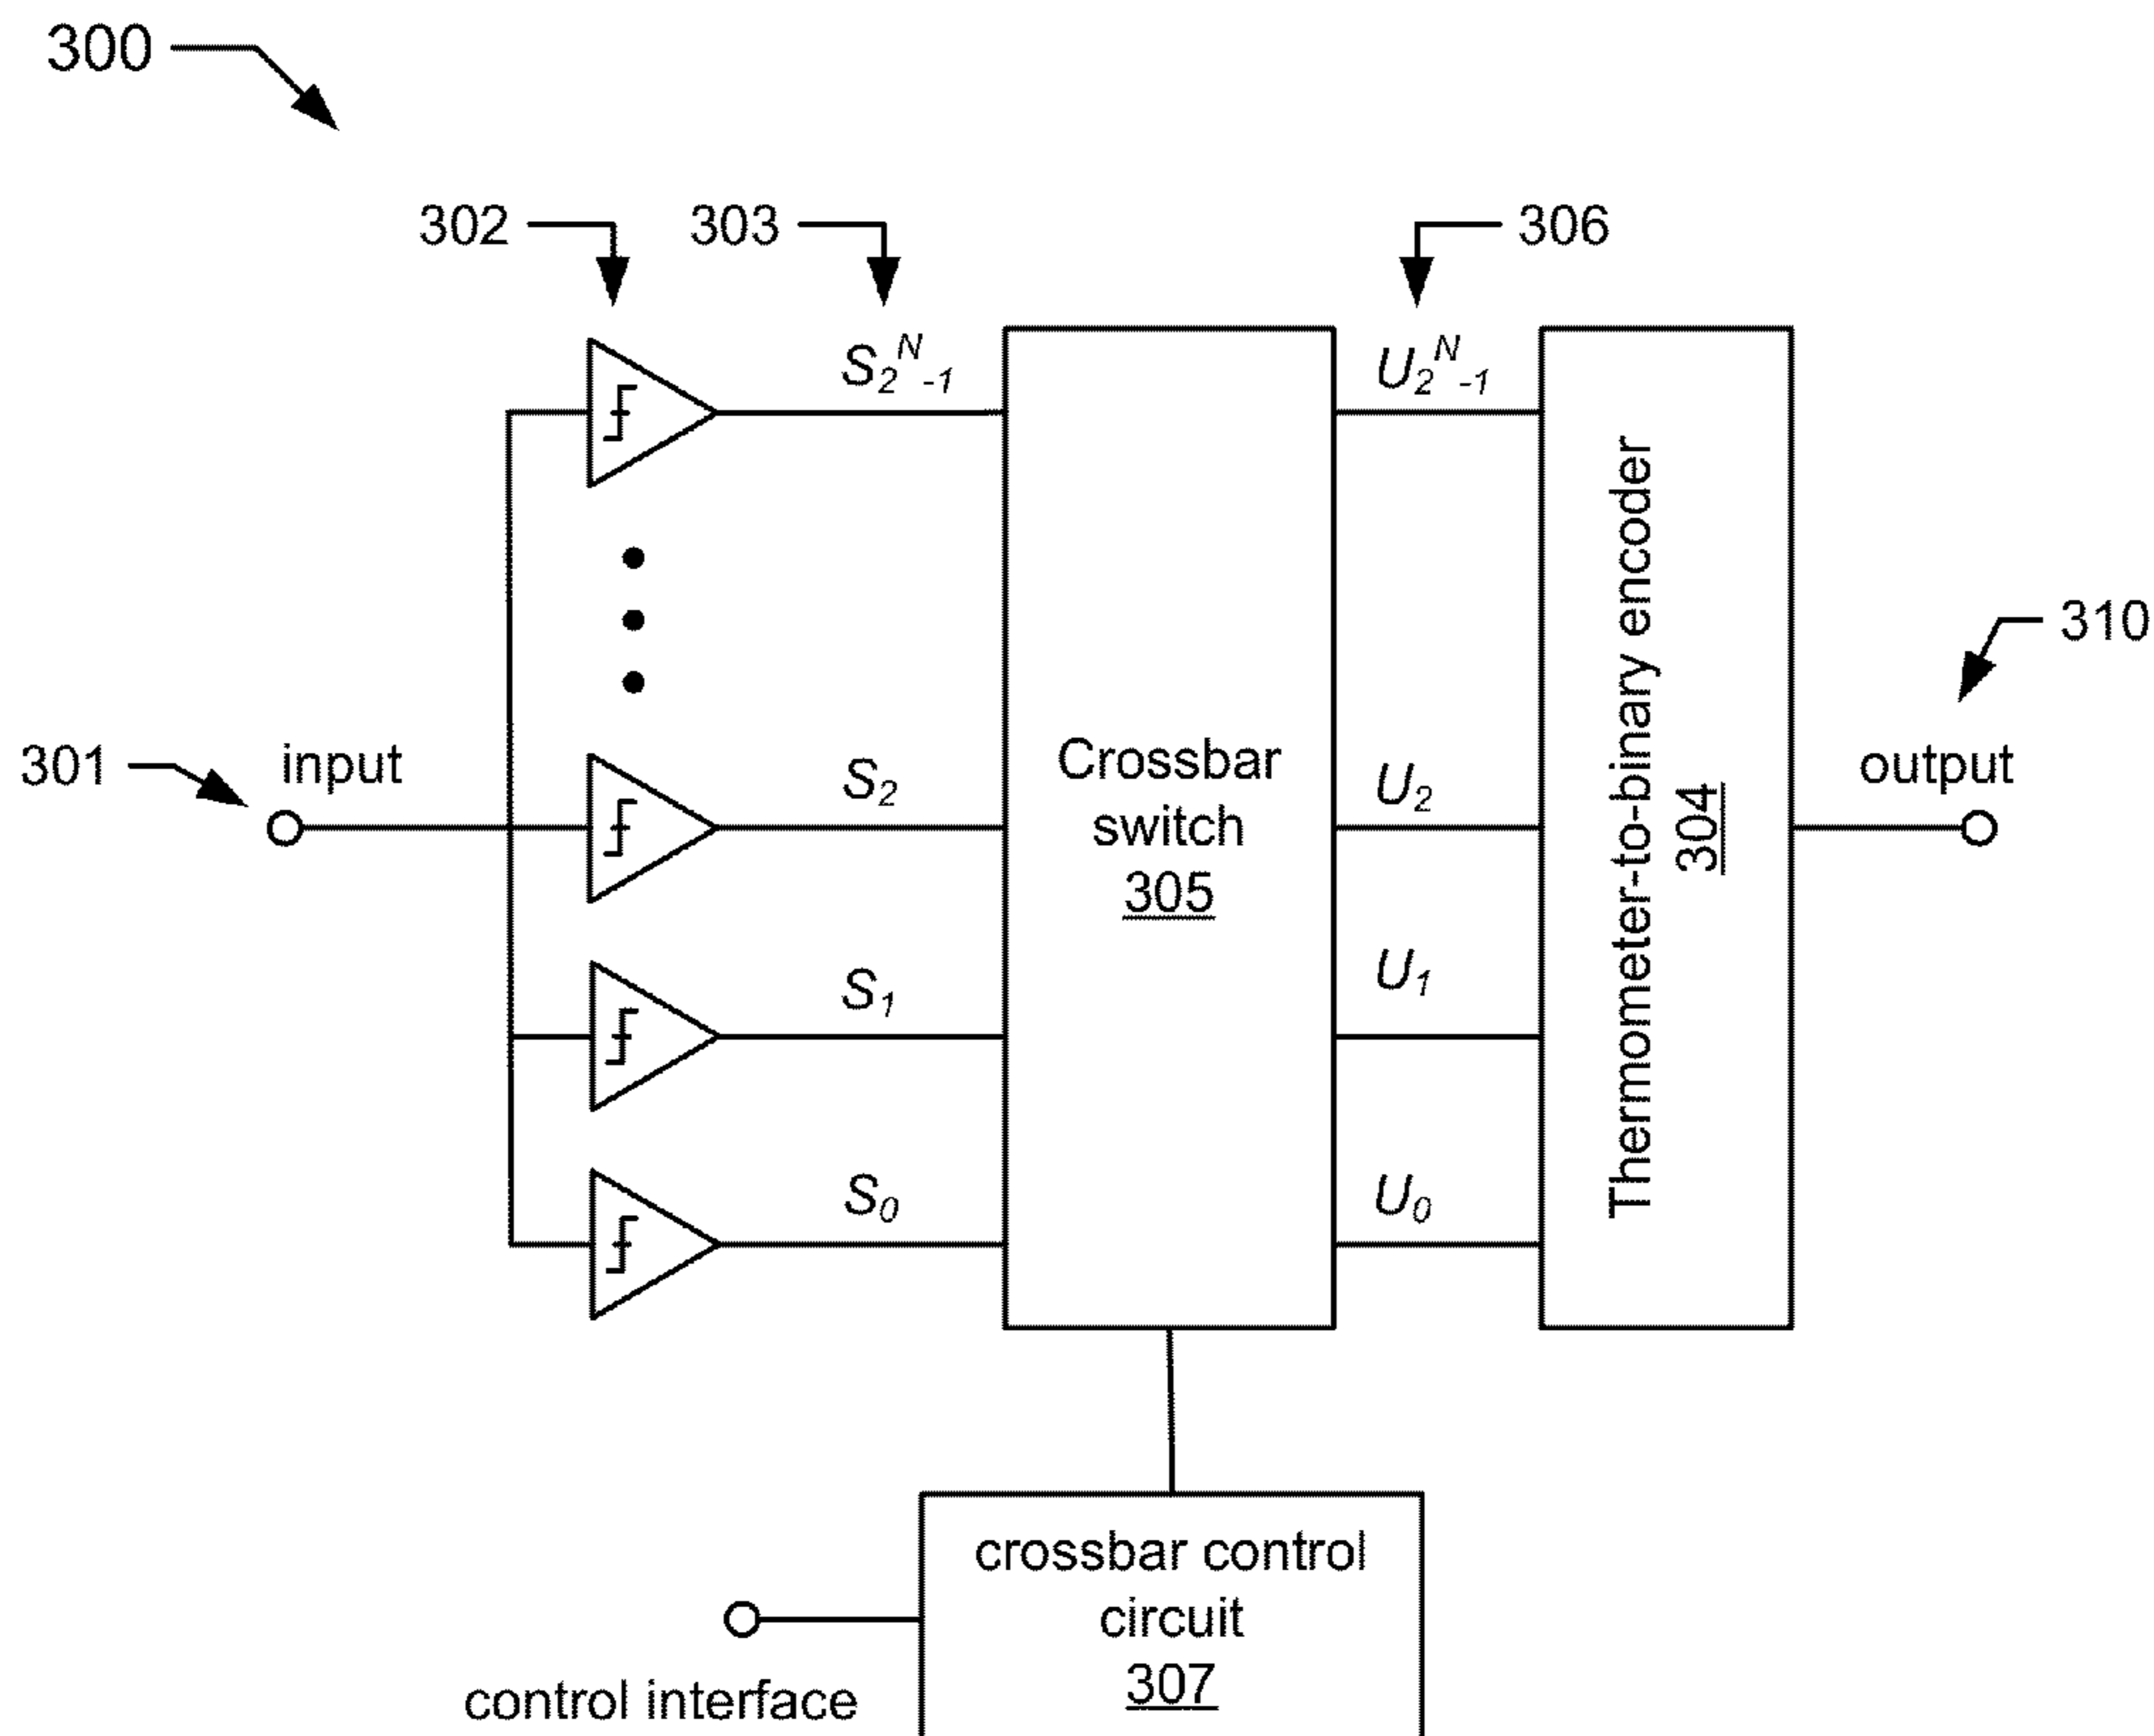 300
302
303
306
S₂ᴺ₋₁
U₂ᴺ₋₁
310
301
input
S₂
Crossbar
switch
305
U₂
Thermometer-to-binary encoder
304
output
S₁
U₁
S₀
U₀
crossbar control
circuit
307
control interface